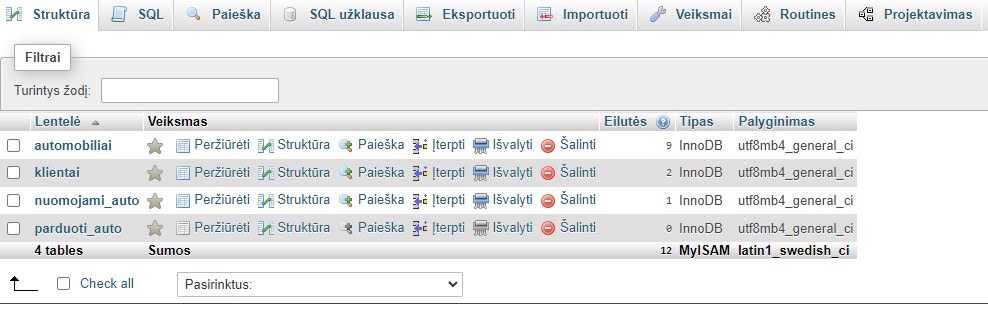 Struktūra SQL Paieška SQL užklausa Eksportuoti Importuoti Veiksmai Routines Projektavimas
Filtrai
Turintys žodį:
Lentelė Veiksmas Eilutės Tipas Palyginimas
automobiliai Peržiūrėti Struktūra Paieška Įterpti Išvalyti Šalinti 9 InnoDB utf8mb4_general_ci
klientai Peržiūrėti Struktūra Paieška Įterpti Išvalyti Šalinti 2 InnoDB utf8mb4_general_ci
nuomojami_auto Peržiūrėti Struktūra Paieška Įterpti Išvalyti Šalinti 1 InnoDB utf8mb4_general_ci
parduoti_auto Peržiūrėti Struktūra Paieška Įterpti Išvalyti Šalinti 0 InnoDB utf8mb4_general_ci
4 tables Sumos 12 MyISAM latin1_swedish_ci
Check all Pasirinktus: